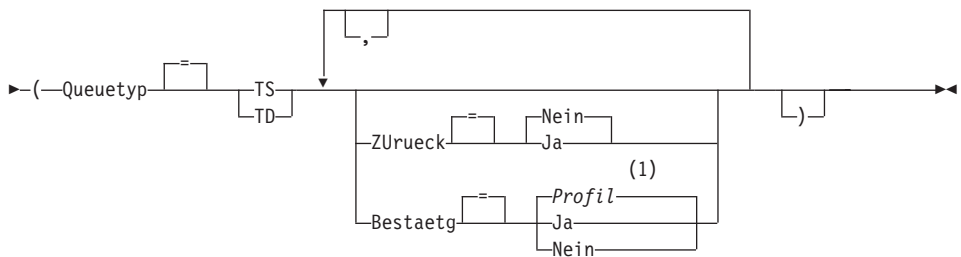 ,
=
( Queuetyp TS )
TD
= Nein
ZUrueck Ja
(1)
= Profil
Bestaetg Ja
Nein